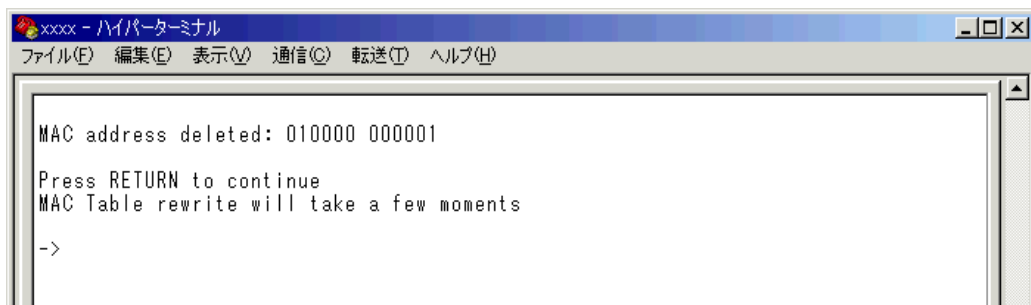 xxxx - ハイパーターミナル
ファイル(F) 編集(E) 表示(V) 通信(C) 転送(T) ヘルプ(H)
MAC address deleted: 010000 000001
Press RETURN to continue
MAC Table rewrite will take a few moments
->